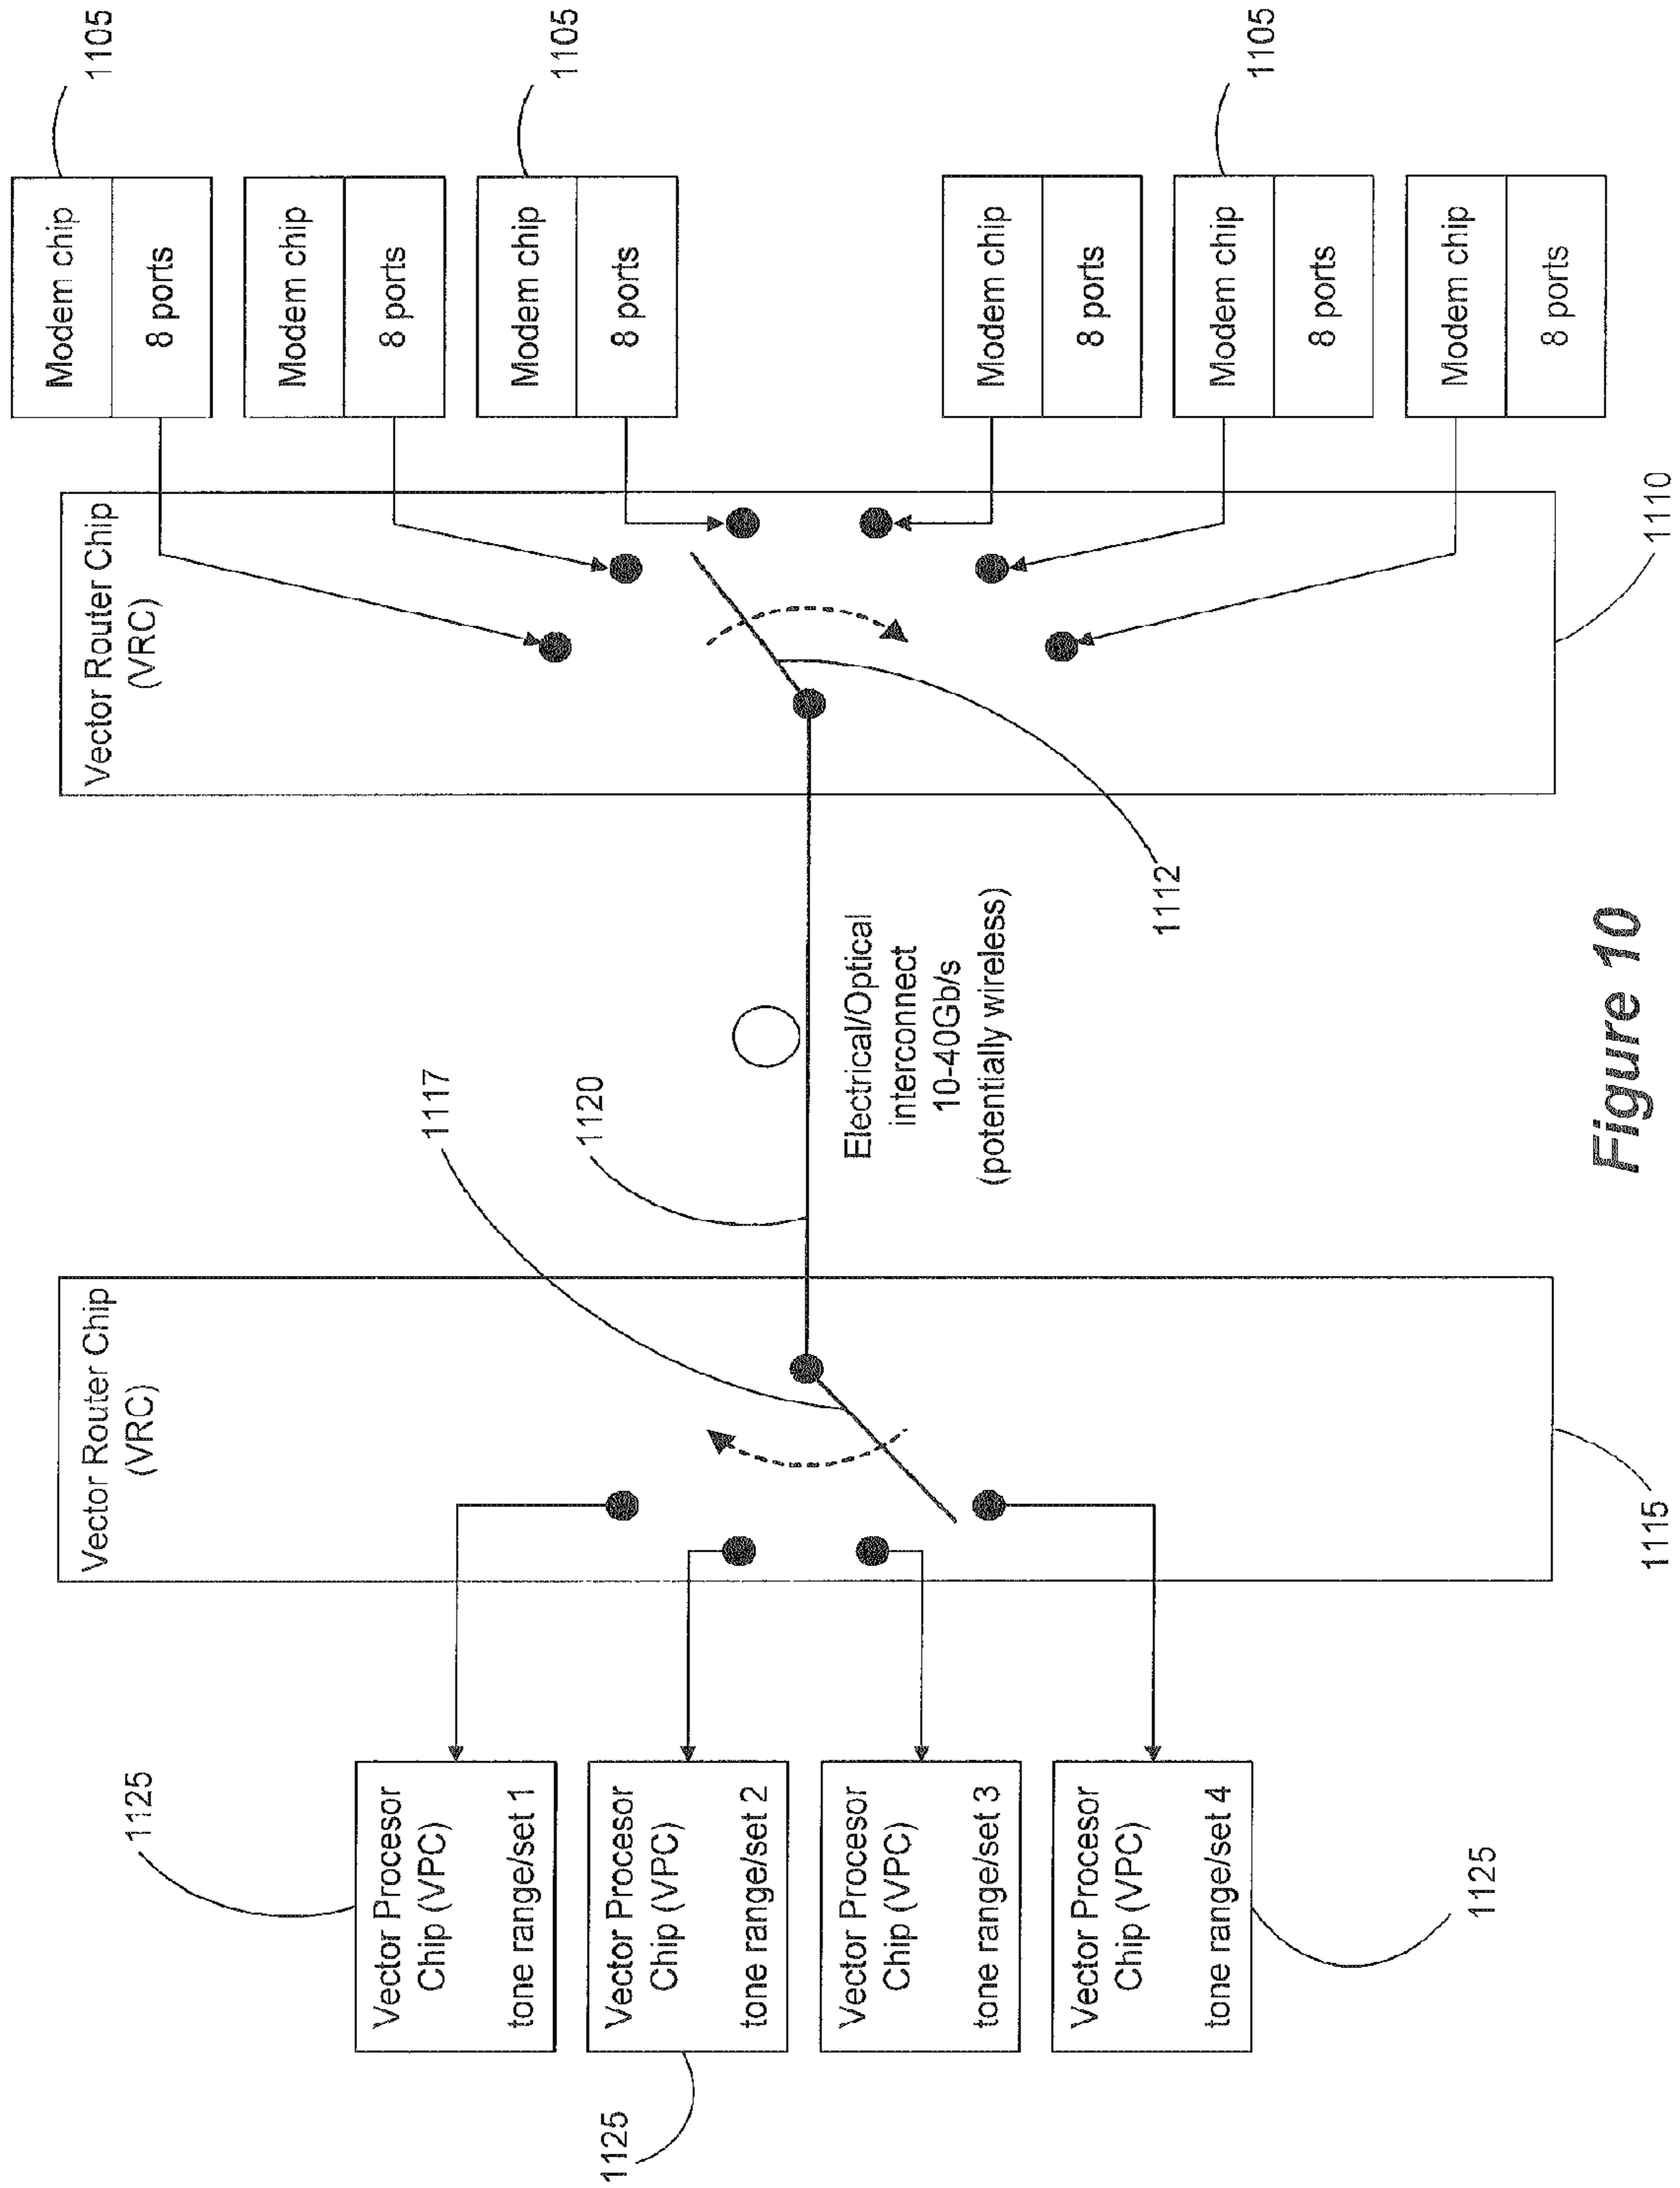 1125
Vector Procesor
Chip (VPC)
tone range/set 1
1125
Vector Procesor
Chip (VPC)
tone range/set 2
Vector Procesor
Chip (VPC)
tone range/set 3
Vector Procesor
Chip (VPC)
tone range/set 4
1125
Vector Router Chip
(VRC)
1115
1117
1120
Electrical/Optical
interconnect
10-40Gb/s
(potentially wireless)
1112
Vector Router Chip
(VRC)
1110
Modem chip
8 ports
1105
Modem chip
8 ports
Modem chip
8 ports
1105
Modem chip
8 ports
Modem chip
8 ports
1105
Modem chip
8 ports
Figure 10